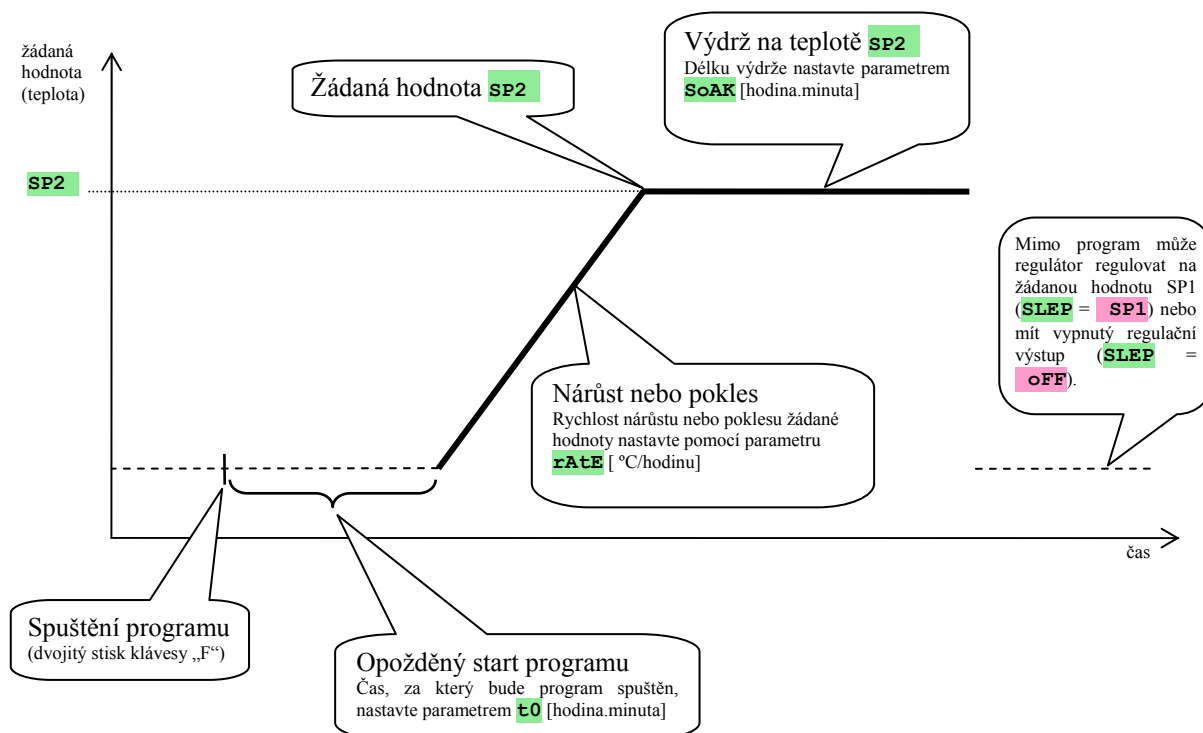 žádaná
hodnota
(teplota)
Žádaná hodnota SP2
Výdrž na teplotě SP2
Délku výdrže nastavte parametrem
SoAK [hodina.minuta]
SP2
Mimo program může
regulátor regulovat na
žádanou hodnotu SP1
(SLEP = SP1) nebo
mít vypnutý regulační
výstup (SLEP =
oFF).
Nárůst nebo pokles
Rychlost nárůstu nebo poklesu žádané
hodnoty nastavte pomocí parametru
rAtE [ ºC/hodinu]
čas
Spuštění programu
(dvojitý stisk klávesy „F“)
Opožděný start programu
Čas, za který bude program spuštěn,
nastavte parametrem t0 [hodina.minuta]